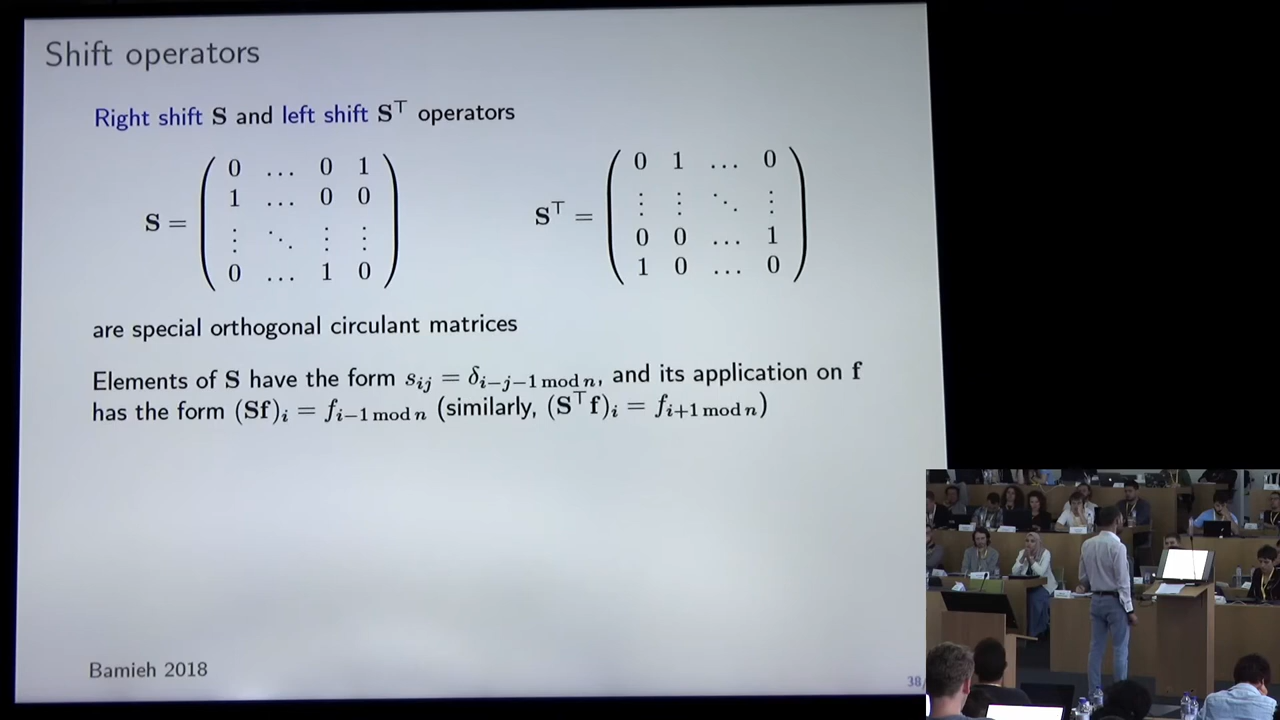 Shift operators
Right shift S and left shift S^⊤ operators
S = ( 0 … 0 1
1 … 0 0
⋮ ⋱ ⋮ ⋮
0 … 1 0 )
S^⊤ = ( 0 1 … 0
⋮ ⋮ ⋱ ⋮
0 0 … 1
1 0 … 0 )
are special orthogonal circulant matrices
Elements of S have the form s_{ij} = δ_{i−j−1 mod n}, and its application on f
has the form (Sf)_i = f_{i−1 mod n} (similarly, (S^⊤f)_i = f_{i+1 mod n})
Bamieh 2018
38/